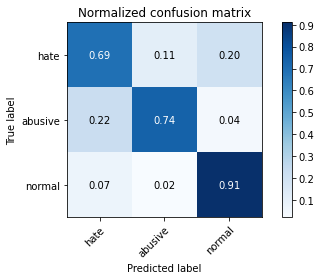 Normalized confusion matrix
True label
hate 0.69 0.11 0.20
abusive 0.22 0.74 0.04
normal 0.07 0.02 0.91
hate abusive normal
Predicted label
0.9
0.8
0.7
0.6
0.5
0.4
0.3
0.2
0.1